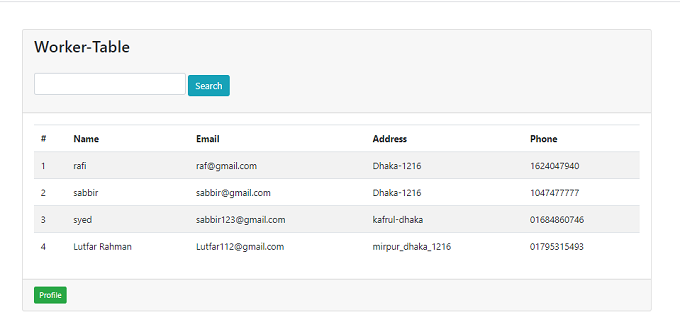 Worker-Table
Search
# Name Email Address Phone
1 rafi raf@gmail.com Dhaka-1216 1624047940
2 sabbir sabbir@gmail.com Dhaka-1216 1047477777
3 syed sabbir123@gmail.com kafrul-dhaka 01684860746
4 Lutfar Rahman Lutfar112@gmail.com mirpur_dhaka_1216 01795315493
Profile